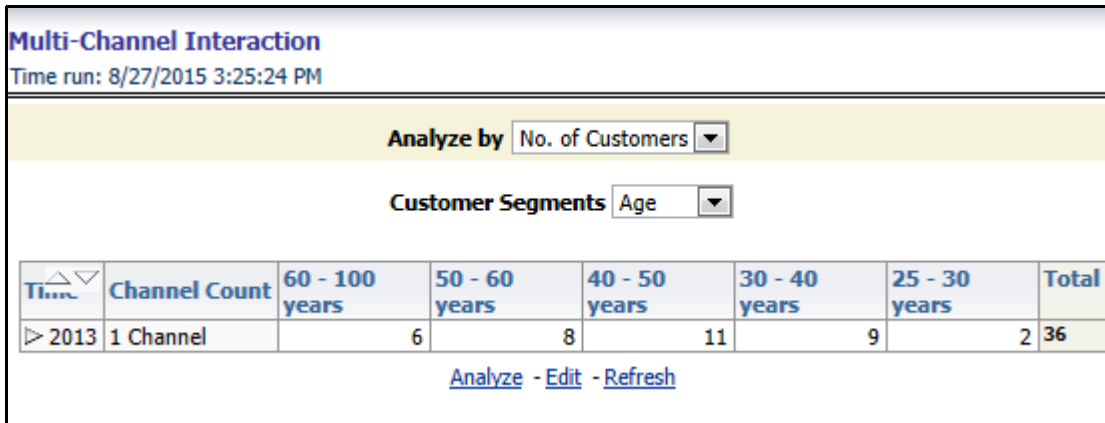 Multi-Channel Interaction
Time run: 8/27/2015 3:25:24 PM
Analyze by No. of Customers
Customer Segments Age
Time Channel Count 60 - 100 years 50 - 60 years 40 - 50 years 30 - 40 years 25 - 30 years Total
2013 1 Channel 6 8 11 9 2 36
Analyze - Edit - Refresh